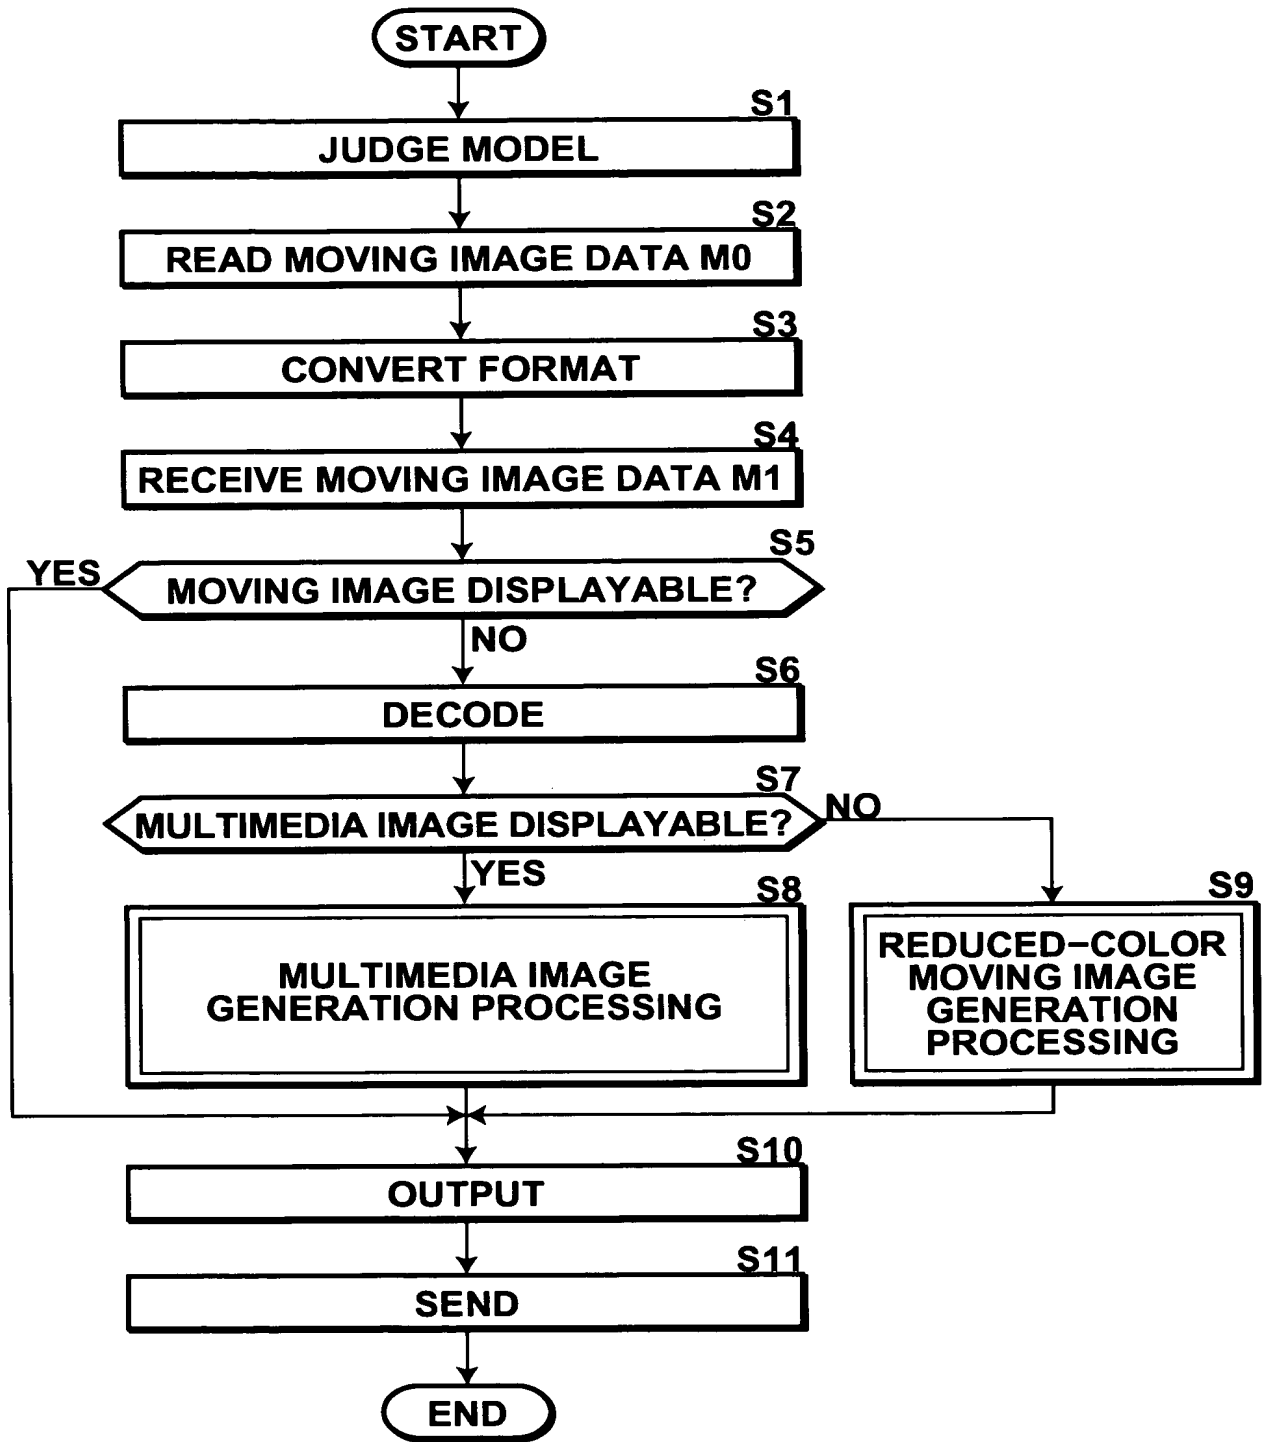 START
S1
JUDGE MODEL
S2
READ MOVING IMAGE DATA M0
S3
CONVERT FORMAT
S4
RECEIVE MOVING IMAGE DATA M1
S5
YES
MOVING IMAGE DISPLAYABLE?
NO
S6
DECODE
S7
MULTIMEDIA IMAGE DISPLAYABLE?
NO
YES
S8
MULTIMEDIA IMAGE
GENERATION PROCESSING
S9
REDUCED-COLOR
MOVING IMAGE
GENERATION
PROCESSING
S10
OUTPUT
S11
SEND
END